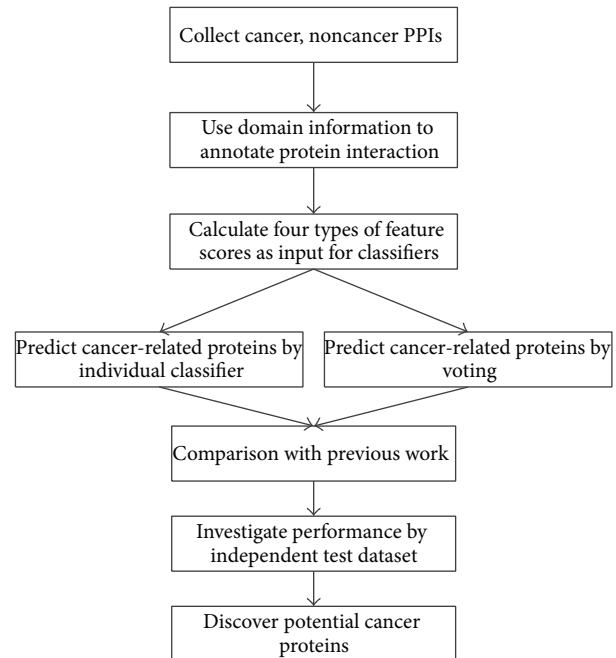 Collect cancer, noncancer PPIs
Use domain information to
annotate protein interaction
Calculate four types of feature
scores as input for classifiers
Predict cancer-related proteins by
individual classifier
Predict cancer-related proteins by
voting
Comparison with previous work
Investigate performance by
independent test dataset
Discover potential cancer
proteins